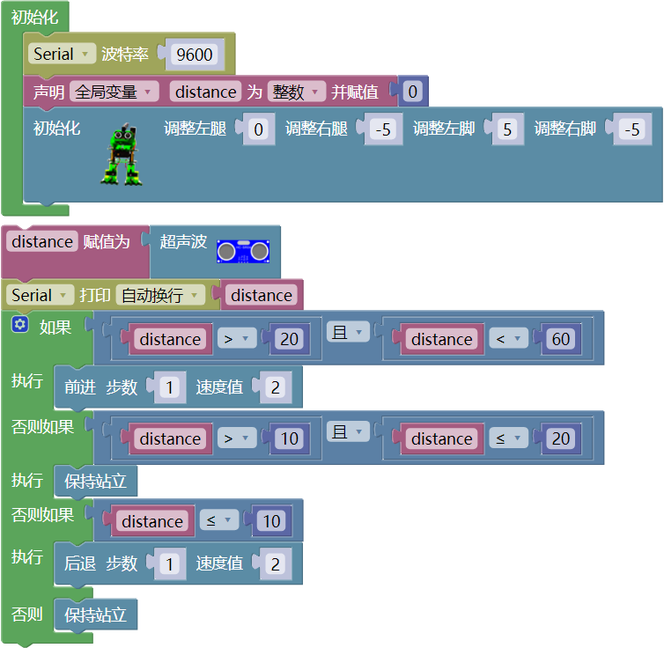 初始化
Serial 波特率 9600
声明 全局变量 distance 为 整数 并赋值 0
初始化 调整左腿 0 调整右腿 -5 调整左脚 5 调整右脚 -5
distance 赋值为 超声波
Serial 打印 自动换行 distance
如果 distance > 20 且 distance < 60
执行 前进 步数 1 速度值 2
否则如果 distance > 10 且 distance ≤ 20
执行 保持站立
否则如果 distance ≤ 10
执行 后退 步数 1 速度值 2
否则 保持站立